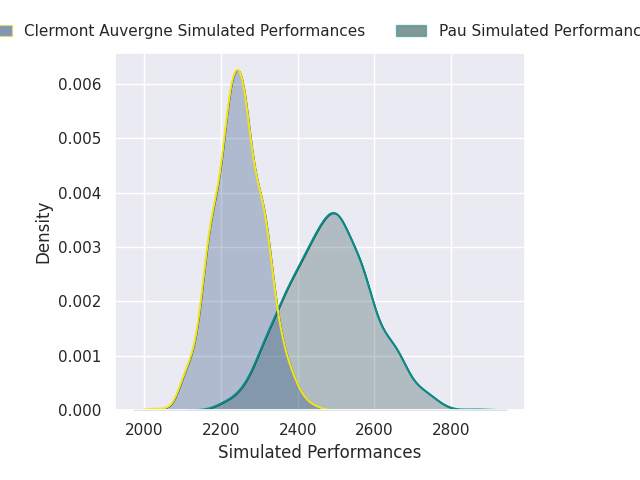 Clermont Auvergne Simulated Performances
Pau Simulated
0.006
0.005
0.004
0.003
0.002
0.001
0.000
Density
2000 2200 2400 2600 2800
Simulated Performances